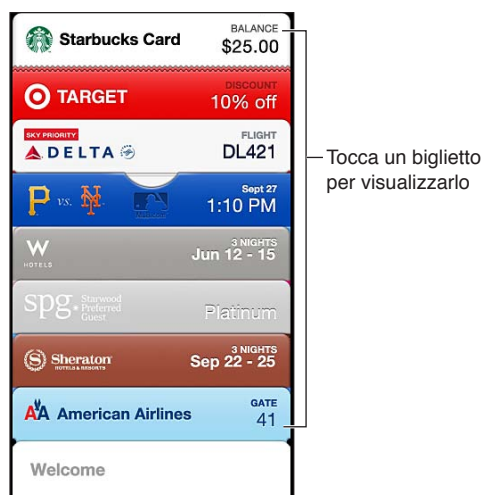 Starbucks Card
BALANCE
$25.00
TARGET
DISCOUNT
10% off
SKY PRIORITY
DELTA
FLIGHT
DL421
P vs. NY
Sept 27
1:10 PM
W
HOTELS
3 NIGHTS
Jun 12 - 15
spg. Starwood
Preferred
Guest
Platinum
S Sheraton
HOTELS & RESORTS
3 NIGHTS
Sep 22 - 25
AA American Airlines
GATE
41
Welcome
Tocca un biglietto
per visualizzarlo